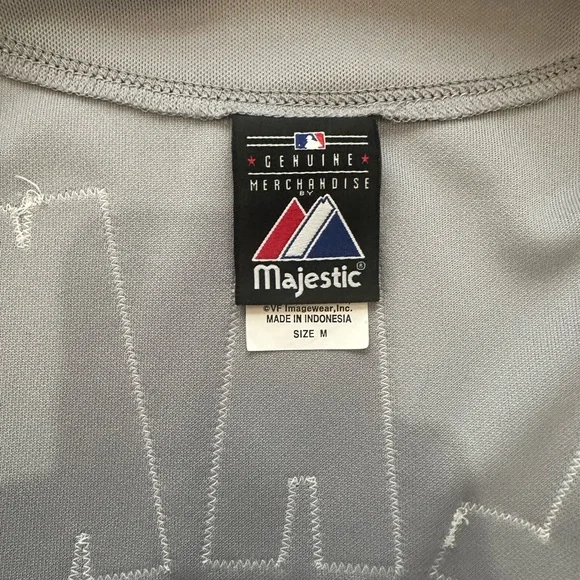 GENUINE
MERCHANDISE
BY
Majestic®
©VF Imagewear,Inc.
MADE IN INDONESIA
SIZE M